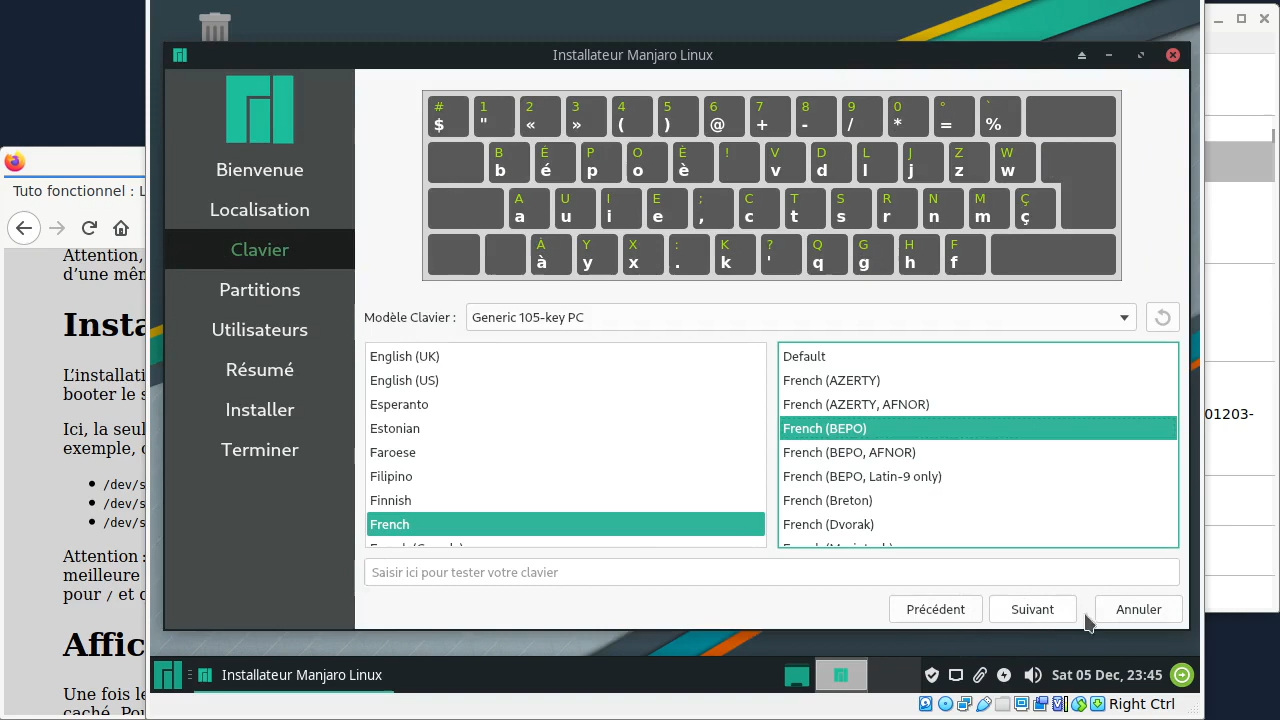 Installateur Manjaro Linux
Bienvenue
Localisation
Clavier
Partitions
Utilisateurs
Résumé
Installer
Terminer
# 1 2 3 4 5 6 7 8 9 0 ° `
$ " « » ( ) @ + - / * = %
B É P O È ! V D L J Z W
b é p o è v d l j z w
A U I E ; C T S R N M Ç
a u i e , c t s r n m ç
À Y X : K ? Q G H F
à y x . k ' q g h f
Modèle Clavier : Generic 105-key PC
English (UK)
English (US)
Esperanto
Estonian
Faroese
Filipino
Finnish
French
Default
French (AZERTY)
French (AZERTY, AFNOR)
French (BEPO)
French (BEPO, AFNOR)
French (BEPO, Latin-9 only)
French (Breton)
French (Dvorak)
Saisir ici pour tester votre clavier
Précédent Suivant Annuler
Installateur Manjaro Linux
Sat 05 Dec, 23:45
Right Ctrl
Tuto fonctionnel : L
Attention,
d’une mêm
Insta
L’installati
booter le s
Ici, la seul
exemple, c
/dev/s
/dev/s
/dev/s
Attention :
meilleure
pour / et c
Affic
Une fois le
caché. Pou
01203-